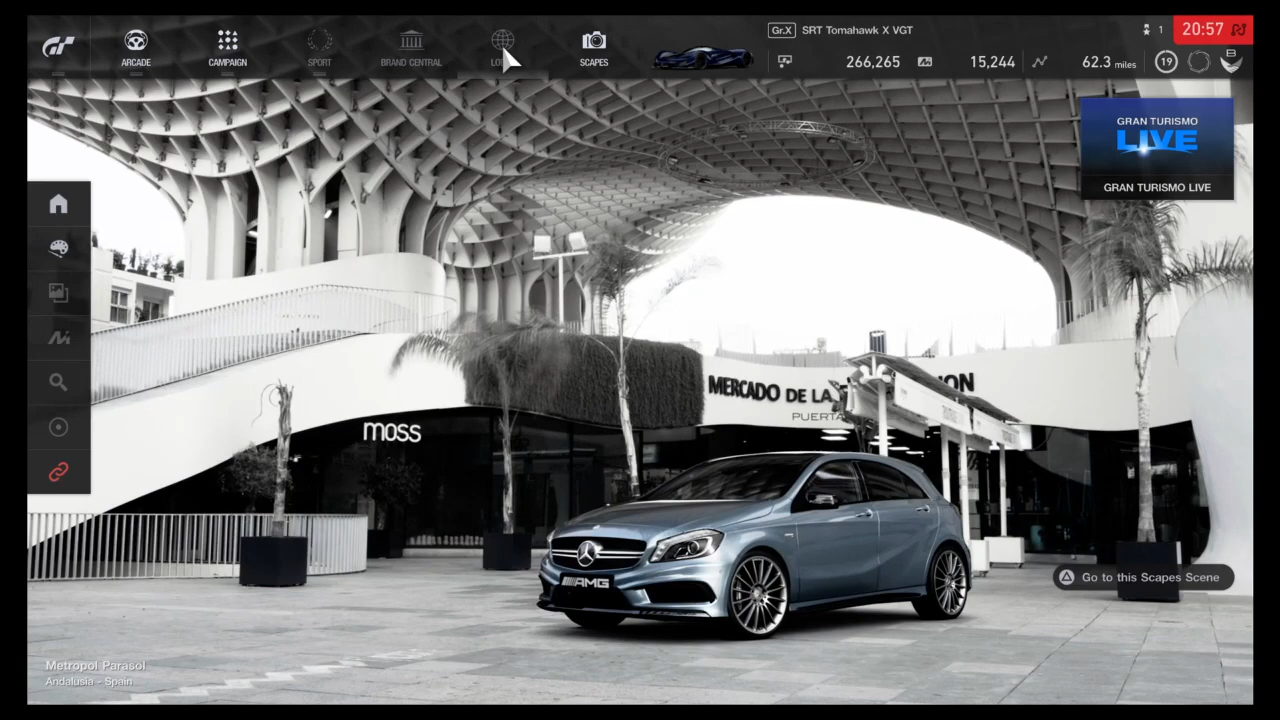 Gr.X SRT Tomahawk X VGT
1
20:57
ARCADE
CAMPAIGN
SPORT
BRAND CENTRAL
SCAPES
266,265
15,244
62.3 miles
19
B
GRAN TURISMO
LIVE
GRAN TURISMO LIVE
MERCADO DE LA
PUERTA
moss
AMG
Go to this Scapes Scene
Metropol Parasol
Andalusia - Spain